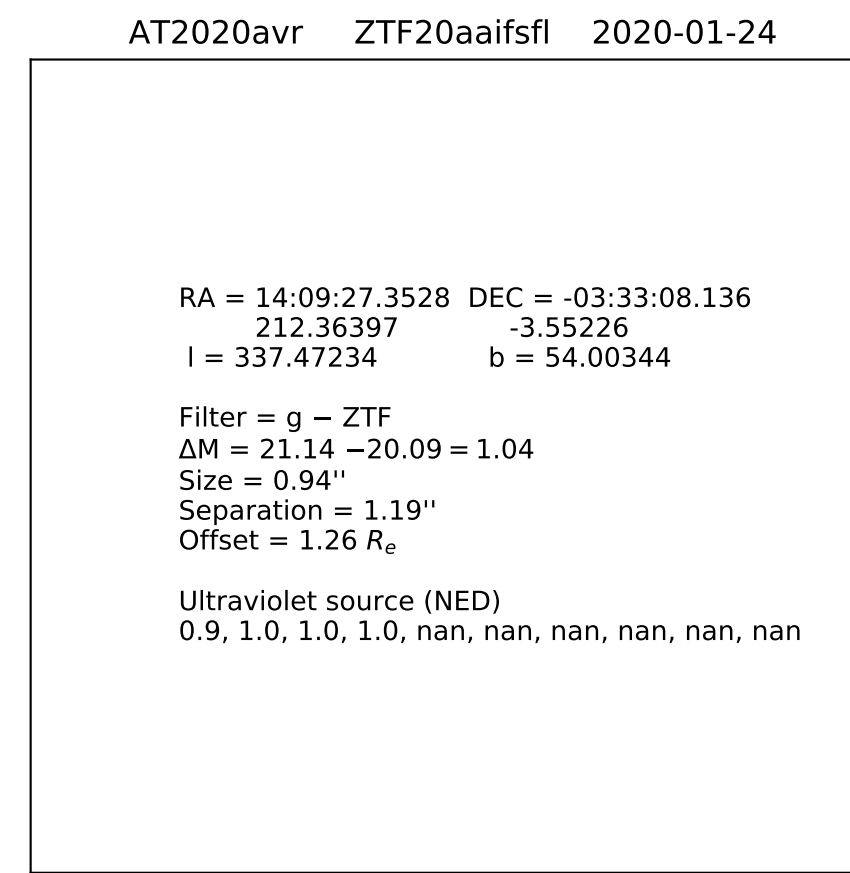 AT2020avr ZTF20aaifsfl 2020-01-24
RA = 14:09:27.3528 DEC = -03:33:08.136
212.36397 -3.55226
l = 337.47234 b = 54.00344
Filter = g − ZTF
ΔM = 21.14 −20.09 = 1.04
Size = 0.94''
Separation = 1.19''
Offset = 1.26 Re
Ultraviolet source (NED)
0.9, 1.0, 1.0, 1.0, nan, nan, nan, nan, nan, nan